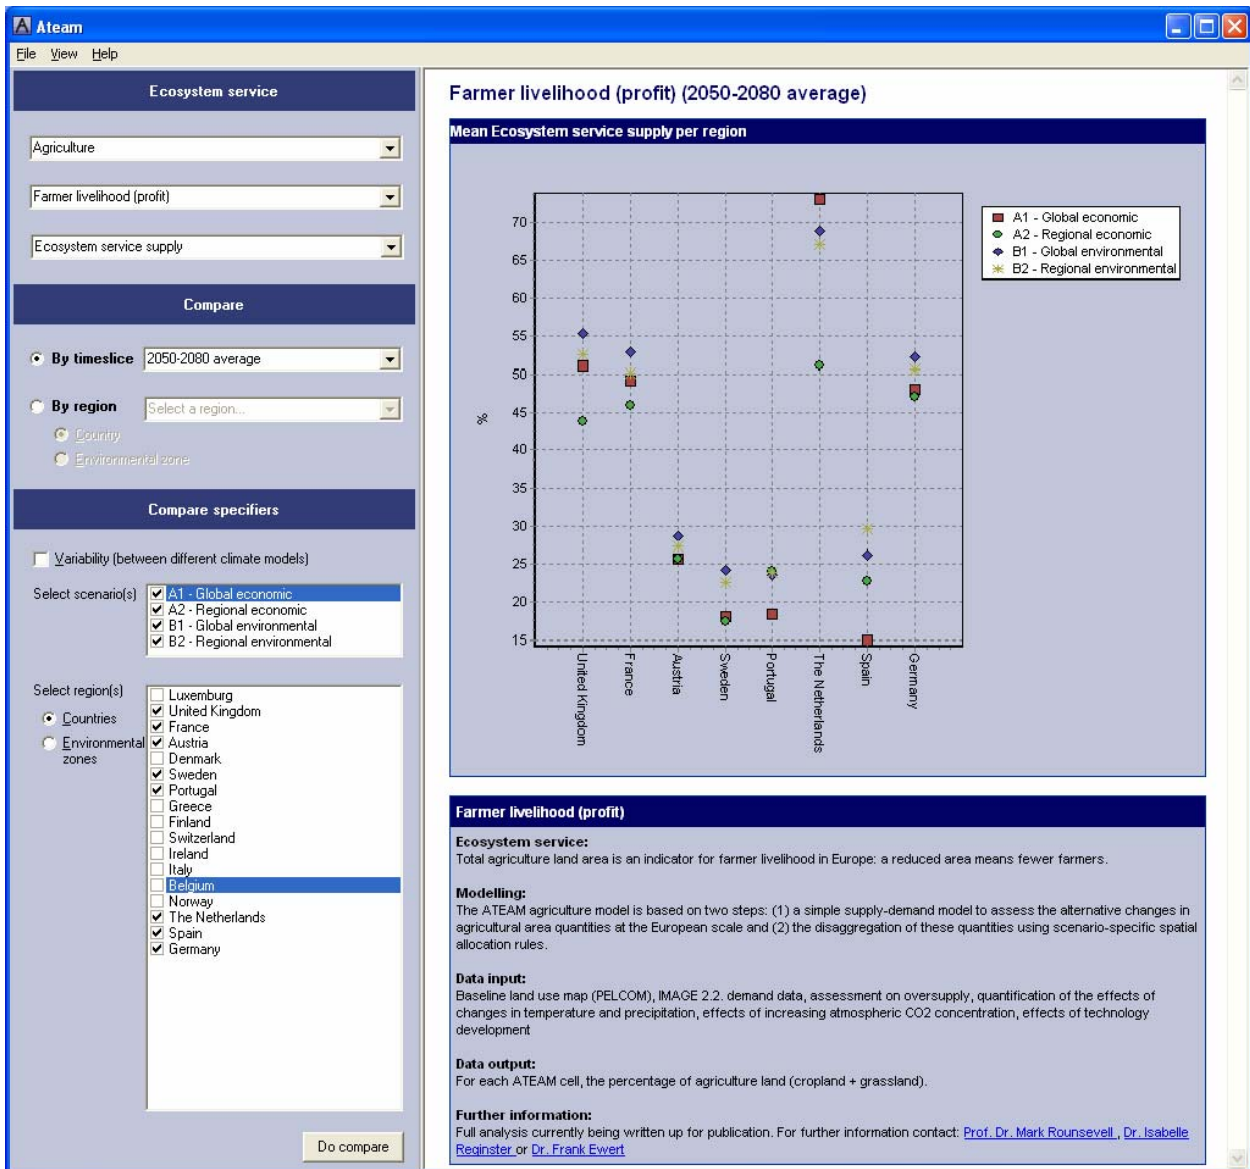 Ateam
File View Help
Ecosystem service
Agriculture
Farmer livelihood (profit)
Ecosystem service supply
Compare
By timeslice 2050-2080 average
By region Select a region...
Country
Environmental zone
Compare specifiers
Variability (between different climate models)
Select scenario(s)
A1 - Global economic
A2 - Regional economic
B1 - Global environmental
B2 - Regional environmental
Select region(s)
Countries
Environmental
zones
Luxemburg
United Kingdom
France
Austria
Denmark
Sweden
Portugal
Greece
Finland
Switzerland
Ireland
Italy
Belgium
Norway
The Netherlands
Spain
Germany
Do compare
Farmer livelihood (profit) (2050-2080 average)
Mean Ecosystem service supply per region
70
65
60
55
50
45
40
35
30
25
20
15
%
United Kingdom
France
Austria
Sweden
Portugal
The Netherlands
Spain
Germany
A1 - Global economic
A2 - Regional economic
B1 - Global environmental
B2 - Regional environmental
Farmer livelihood (profit)
Ecosystem service:
Total agriculture land area is an indicator for farmer livelihood in Europe: a reduced area means fewer farmers.
Modelling:
The ATEAM agriculture model is based on two steps: (1) a simple supply-demand model to assess the alternative changes in
agricultural area quantities at the European scale and (2) the disaggregation of these quantities using scenario-specific spatial
allocation rules.
Data input:
Baseline land use map (PELCOM), IMAGE 2.2. demand data, assessment on oversupply, quantification of the effects of
changes in temperature and precipitation, effects of increasing atmospheric CO2 concentration, effects of technology
development
Data output:
For each ATEAM cell, the percentage of agriculture land (cropland + grassland).
Further information:
Full analysis currently being written up for publication. For further information contact: Prof. Dr. Mark Rounsevell , Dr. Isabelle
Reginster or Dr. Frank Ewert